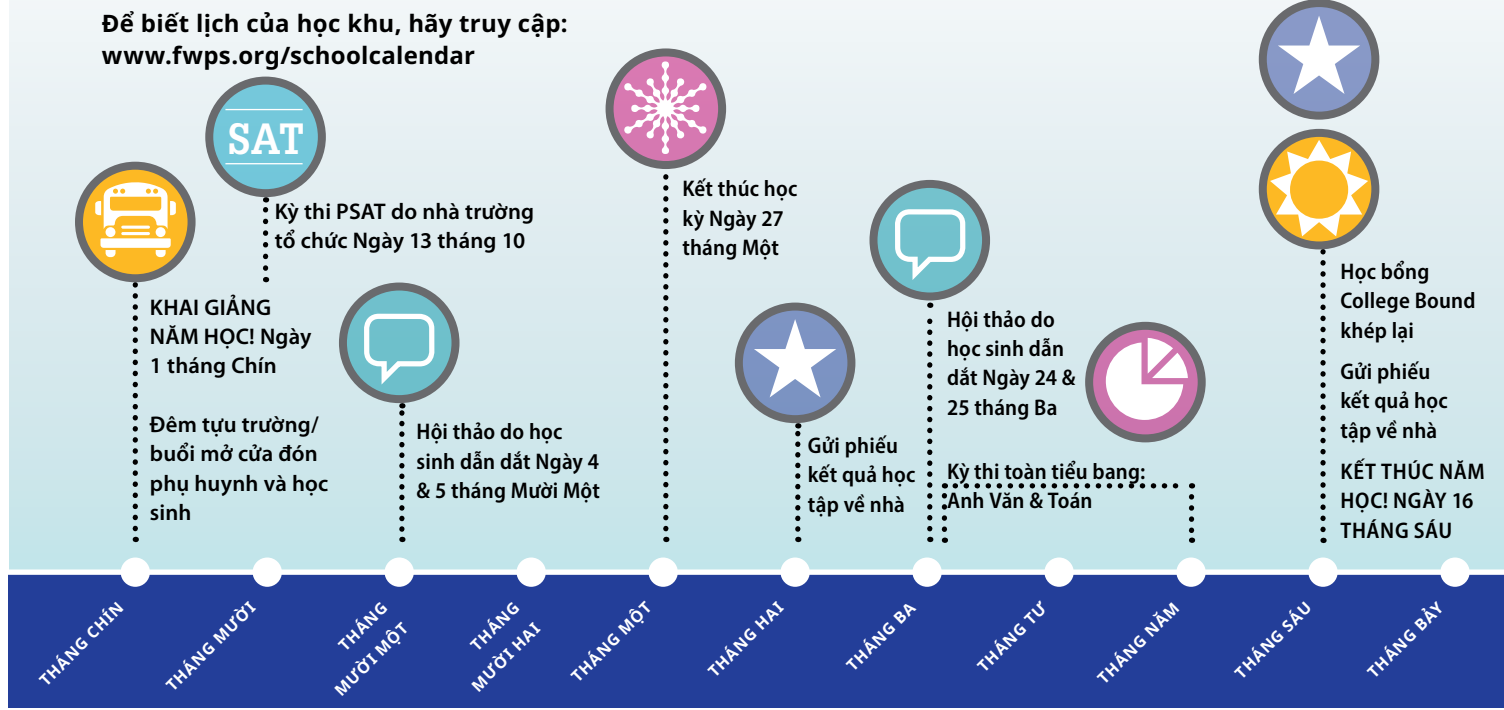 Để biết lịch của học khu, hãy truy cập:
www.fwps.org/schoolcalendar
SAT
Kỳ thi PSAT do nhà trường
tổ chức Ngày 13 tháng 10
KHAI GIẢNG
NĂM HỌC! Ngày
1 tháng Chín
Đêm tựu trường/
buổi mở cửa đón
phụ huynh và học
sinh
Hội thảo do học
sinh dẫn dắt Ngày 4
& 5 tháng Mười Một
Kết thúc học
kỳ Ngày 27
tháng Một
Gửi phiếu
kết quả học
tập về nhà
Hội thảo do
học sinh dẫn
dắt Ngày 24 &
25 tháng Ba
Kỳ thi toàn tiểu bang:
Anh Văn & Toán
Học bổng
College Bound
khép lại
Gửi phiếu
kết quả học
tập về nhà
KẾT THÚC NĂM
HỌC! NGÀY 16
THÁNG SÁU
THÁNG CHÍN
THÁNG MƯỜI
THÁNG
MƯỜI MỘT
THÁNG
MƯỜI HAI
THÁNG MỘT
THÁNG HAI
THÁNG BA
THÁNG TƯ
THÁNG NĂM
THÁNG SÁU
THÁNG BẢY